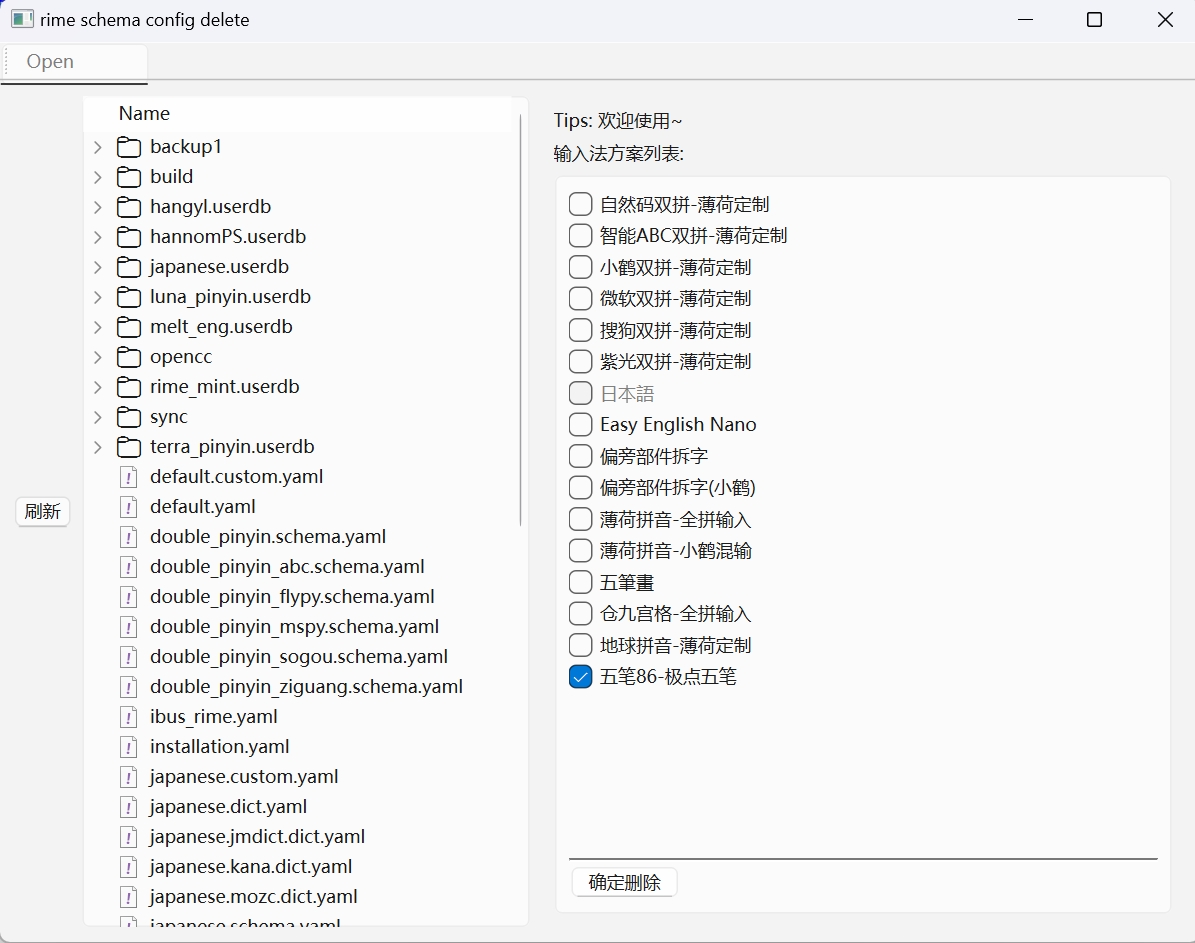 rime schema config delete
Open
Name
backup1
build
hangyl.userdb
hannomPS.userdb
japanese.userdb
luna_pinyin.userdb
melt_eng.userdb
opencc
rime_mint.userdb
sync
terra_pinyin.userdb
default.custom.yaml
default.yaml
double_pinyin.schema.yaml
double_pinyin_abc.schema.yaml
double_pinyin_flypy.schema.yaml
double_pinyin_mspy.schema.yaml
double_pinyin_sogou.schema.yaml
double_pinyin_ziguang.schema.yaml
ibus_rime.yaml
installation.yaml
japanese.custom.yaml
japanese.dict.yaml
japanese.jmdict.dict.yaml
japanese.kana.dict.yaml
japanese.mozc.dict.yaml
japanese.schema.yaml
刷新
Tips: 欢迎使用~
输入法方案列表:
自然码双拼-薄荷定制
智能ABC双拼-薄荷定制
小鹤双拼-薄荷定制
微软双拼-薄荷定制
搜狗双拼-薄荷定制
紫光双拼-薄荷定制
日本語
Easy English Nano
偏旁部件拆字
偏旁部件拆字(小鹤)
薄荷拼音-全拼输入
薄荷拼音-小鹤混输
五筆畫
仓九宫格-全拼输入
地球拼音-薄荷定制
五笔86-极点五笔
确定删除